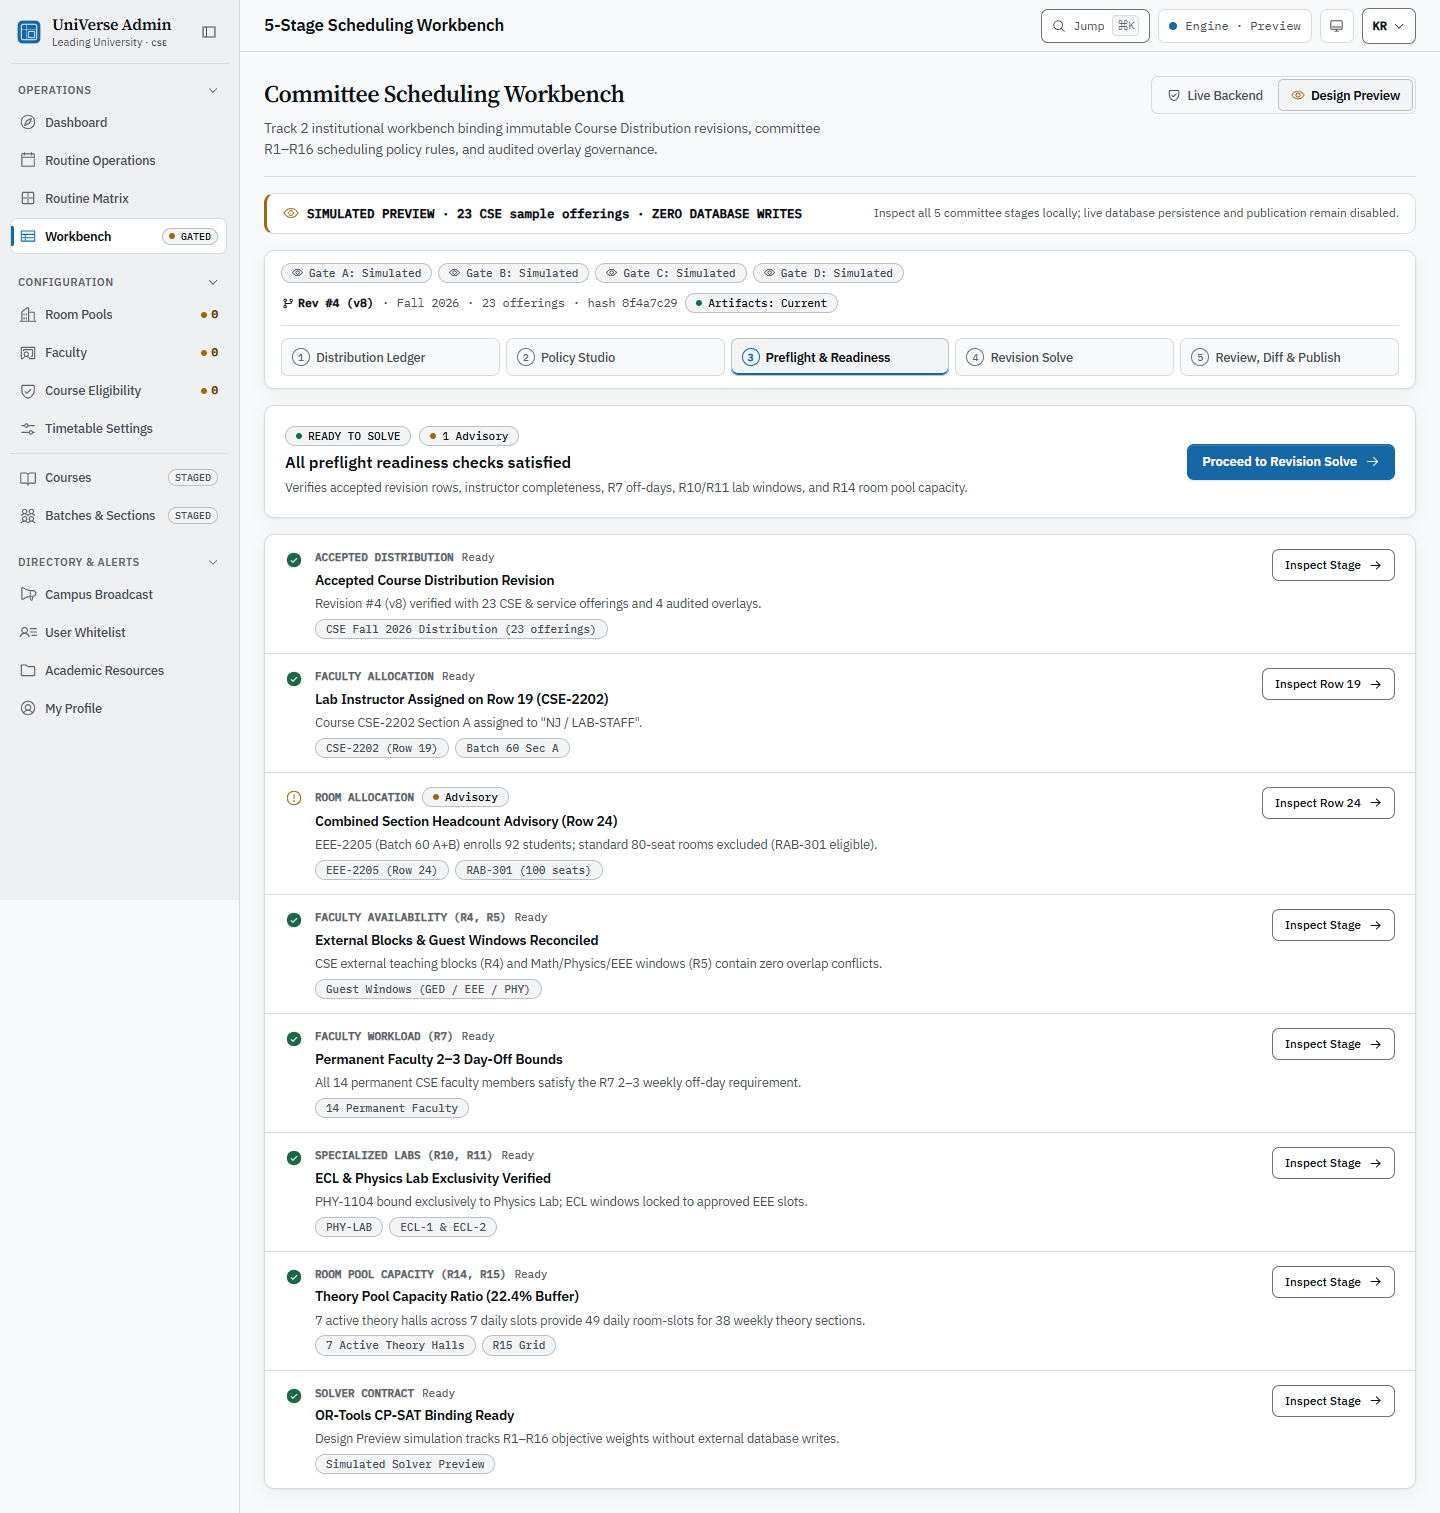 UniVerse Admin
Leading University · CSE
OPERATIONS
Dashboard
Routine Operations
Routine Matrix
Workbench
GATED
CONFIGURATION
Room Pools
0
Faculty
0
Course Eligibility
0
Timetable Settings
Courses
STAGED
Batches & Sections
STAGED
DIRECTORY & ALERTS
Campus Broadcast
User Whitelist
Academic Resources
My Profile
5-Stage Scheduling Workbench
Jump ⌘K
Engine · Preview
KR
Committee Scheduling Workbench
Track 2 institutional workbench binding immutable Course Distribution revisions, committee
R1–R16 scheduling policy rules, and audited overlay governance.
Live Backend
Design Preview
SIMULATED PREVIEW · 23 CSE sample offerings · ZERO DATABASE WRITES
Inspect all 5 committee stages locally; live database persistence and publication remain disabled.
Gate A: Simulated
Gate B: Simulated
Gate C: Simulated
Gate D: Simulated
Rev #4 (v8) · Fall 2026 · 23 offerings · hash 8f4a7c29
Artifacts: Current
1 Distribution Ledger
2 Policy Studio
3 Preflight & Readiness
4 Revision Solve
5 Review, Diff & Publish
READY TO SOLVE
1 Advisory
All preflight readiness checks satisfied
Verifies accepted revision rows, instructor completeness, R7 off-days, R10/R11 lab windows, and R14 room pool capacity.
Proceed to Revision Solve →
ACCEPTED DISTRIBUTION Ready
Accepted Course Distribution Revision
Revision #4 (v8) verified with 23 CSE & service offerings and 4 audited overlays.
CSE Fall 2026 Distribution (23 offerings)
Inspect Stage →
FACULTY ALLOCATION Ready
Lab Instructor Assigned on Row 19 (CSE-2202)
Course CSE-2202 Section A assigned to "NJ / LAB-STAFF".
CSE-2202 (Row 19)
Batch 60 Sec A
Inspect Row 19 →
ROOM ALLOCATION
Advisory
Combined Section Headcount Advisory (Row 24)
EEE-2205 (Batch 60 A+B) enrolls 92 students; standard 80-seat rooms excluded (RAB-301 eligible).
EEE-2205 (Row 24)
RAB-301 (100 seats)
Inspect Row 24 →
FACULTY AVAILABILITY (R4, R5) Ready
External Blocks & Guest Windows Reconciled
CSE external teaching blocks (R4) and Math/Physics/EEE windows (R5) contain zero overlap conflicts.
Guest Windows (GED / EEE / PHY)
Inspect Stage →
FACULTY WORKLOAD (R7) Ready
Permanent Faculty 2–3 Day-Off Bounds
All 14 permanent CSE faculty members satisfy the R7 2–3 weekly off-day requirement.
14 Permanent Faculty
Inspect Stage →
SPECIALIZED LABS (R10, R11) Ready
ECL & Physics Lab Exclusivity Verified
PHY-1104 bound exclusively to Physics Lab; ECL windows locked to approved EEE slots.
PHY-LAB
ECL-1 & ECL-2
Inspect Stage →
ROOM POOL CAPACITY (R14, R15) Ready
Theory Pool Capacity Ratio (22.4% Buffer)
7 active theory halls across 7 daily slots provide 49 daily room-slots for 38 weekly theory sections.
7 Active Theory Halls
R15 Grid
Inspect Stage →
SOLVER CONTRACT Ready
OR-Tools CP-SAT Binding Ready
Design Preview simulation tracks R1–R16 objective weights without external database writes.
Simulated Solver Preview
Inspect Stage →